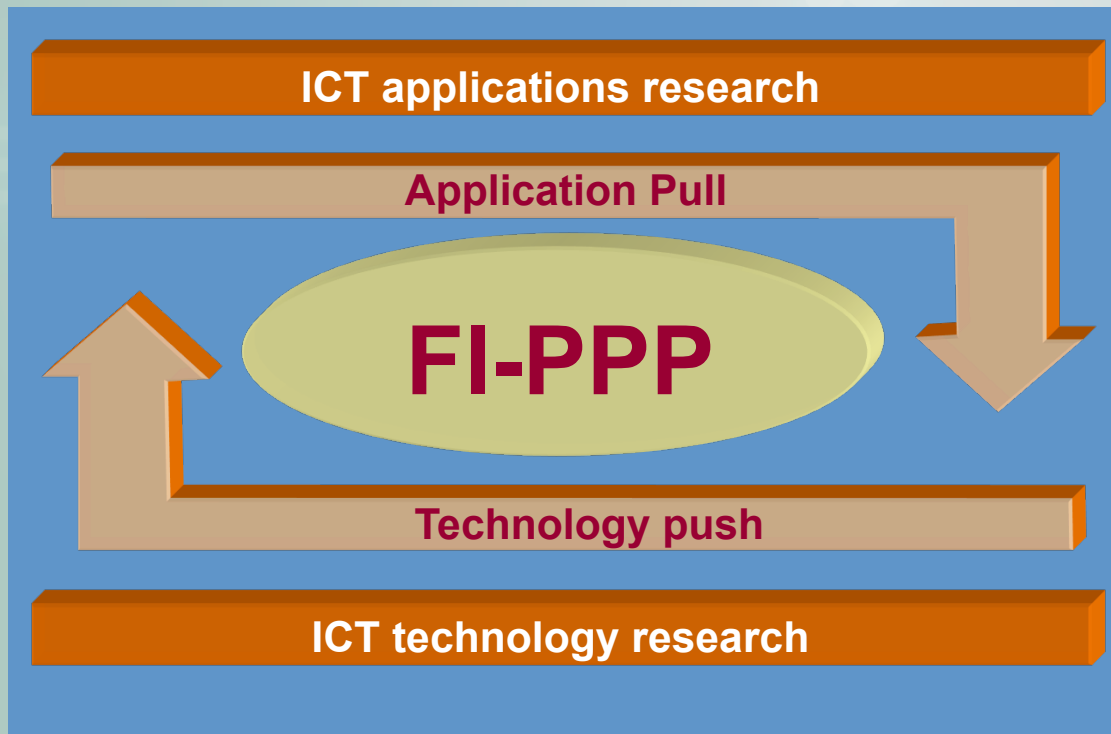 ICT applications research
Application Pull
FI-PPP
Technology push
ICT technology research